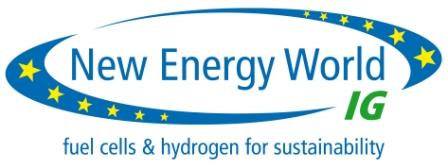 New Energy World
IG
fuel cells & hydrogen for sustainability